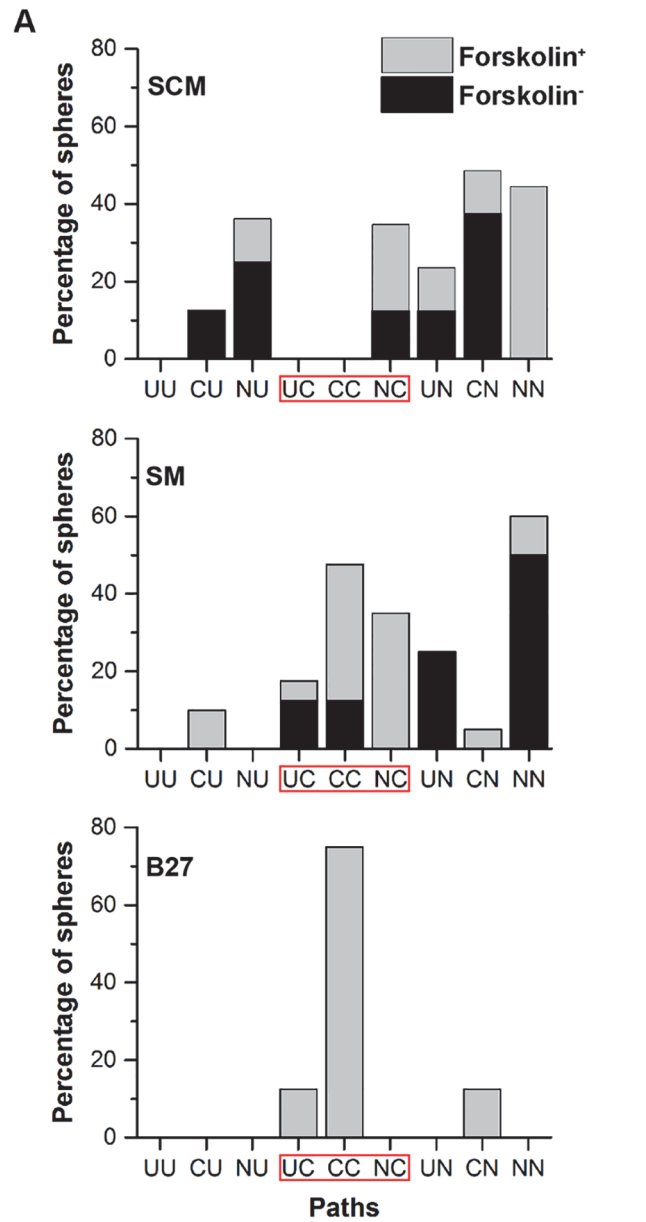 A
80
60
40
20
0
Percentage of spheres
SCM
Forskolin+
Forskolin-
UU CU NU UC CC NC UN CN NN
80
60
40
20
0
Percentage of spheres
SM
UU CU NU UC CC NC UN CN NN
80
60
40
20
0
Percentage of spheres
B27
UU CU NU UC CC NC UN CN NN
Paths